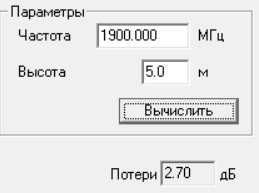 Параметры
Частота 1900.000 МГц
Высота 5.0 м
Вычислить
Потери 2.70 дБ